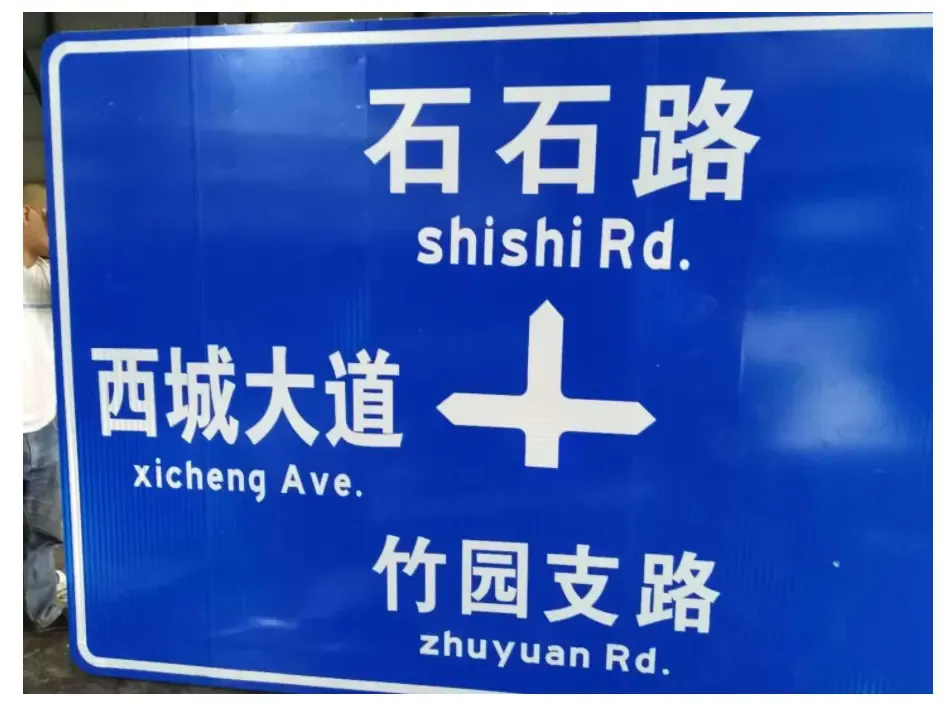 石石路
shishi Rd.
西城大道
xicheng Ave.
竹园支路
zhuyuan Rd.